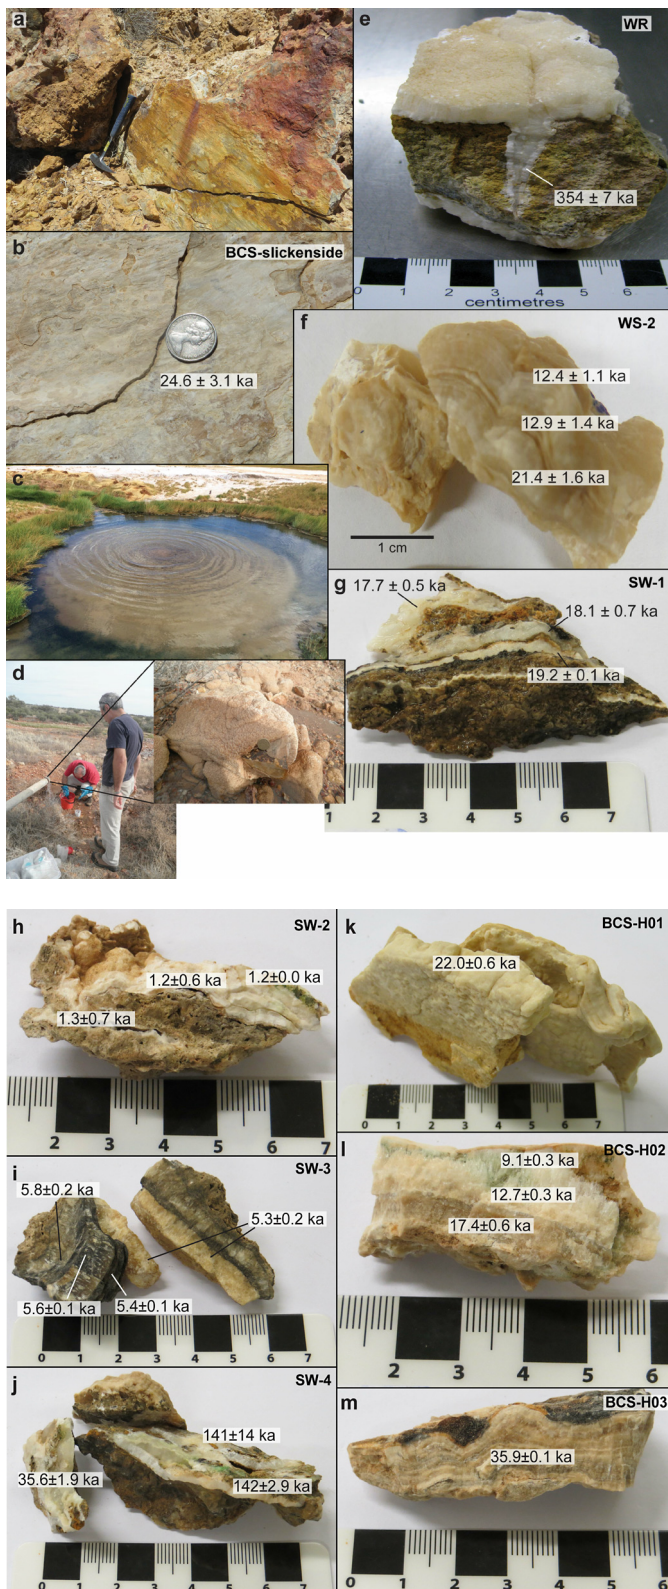 a
e
WR
354 ± 7 ka
0 1 2 3 4 5 6 7
centimetres
b
BCS-slickenside
24.6 ± 3.1 ka
f
WS-2
12.4 ± 1.1 ka
12.9 ± 1.4 ka
21.4 ± 1.6 ka
1 cm
c
g
17.7 ± 0.5 ka
SW-1
18.1 ± 0.7 ka
19.2 ± 0.1 ka
1 2 3 4 5 6 7
d
h
SW-2
1.2±0.6 ka
1.2±0.0 ka
1.3±0.7 ka
2 3 4 5 6 7
i
SW-3
5.8±0.2 ka
5.3±0.2 ka
5.6±0.1 ka
5.4±0.1 ka
0 1 2 3 4 5 6 7
j
SW-4
141±14 ka
35.6±1.9 ka
142±2.9 ka
0 1 2 3 4 5 6 7
k
BCS-H01
22.0±0.6 ka
0 1 2 3 4 5 6 7
l
BCS-H02
9.1±0.3 ka
12.7±0.3 ka
17.4±0.6 ka
2 3 4 5 6
m
BCS-H03
35.9±0.1 ka
0 1 2 3 4 5 6